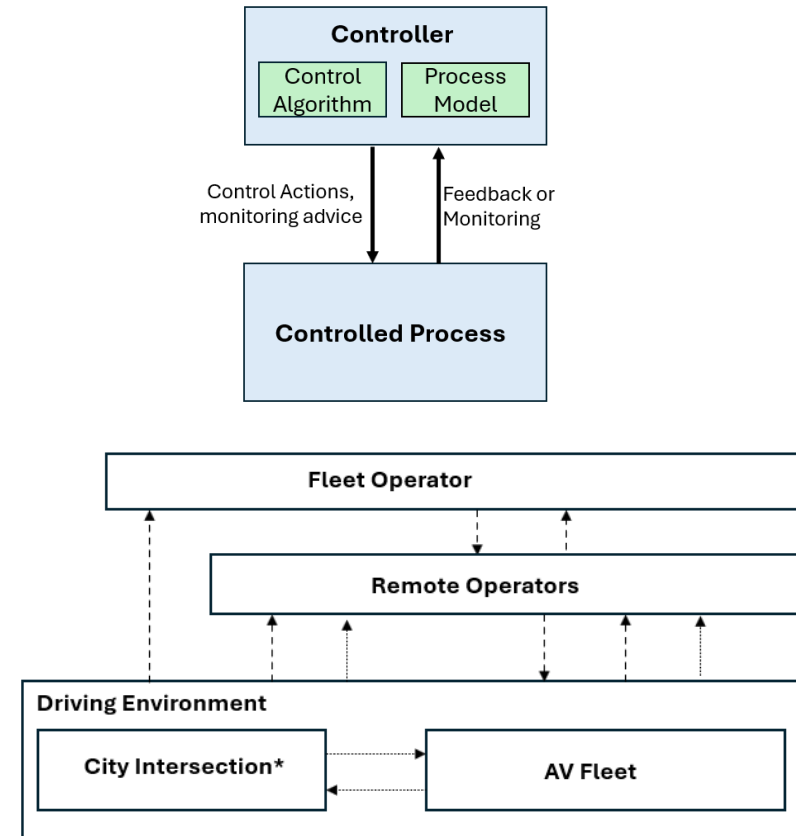 Controller
Control
Algorithm
Process
Model
Control Actions,
monitoring advice
Feedback or
Monitoring
Controlled Process
Fleet Operator
Remote Operators
Driving Environment
City Intersection*
AV Fleet